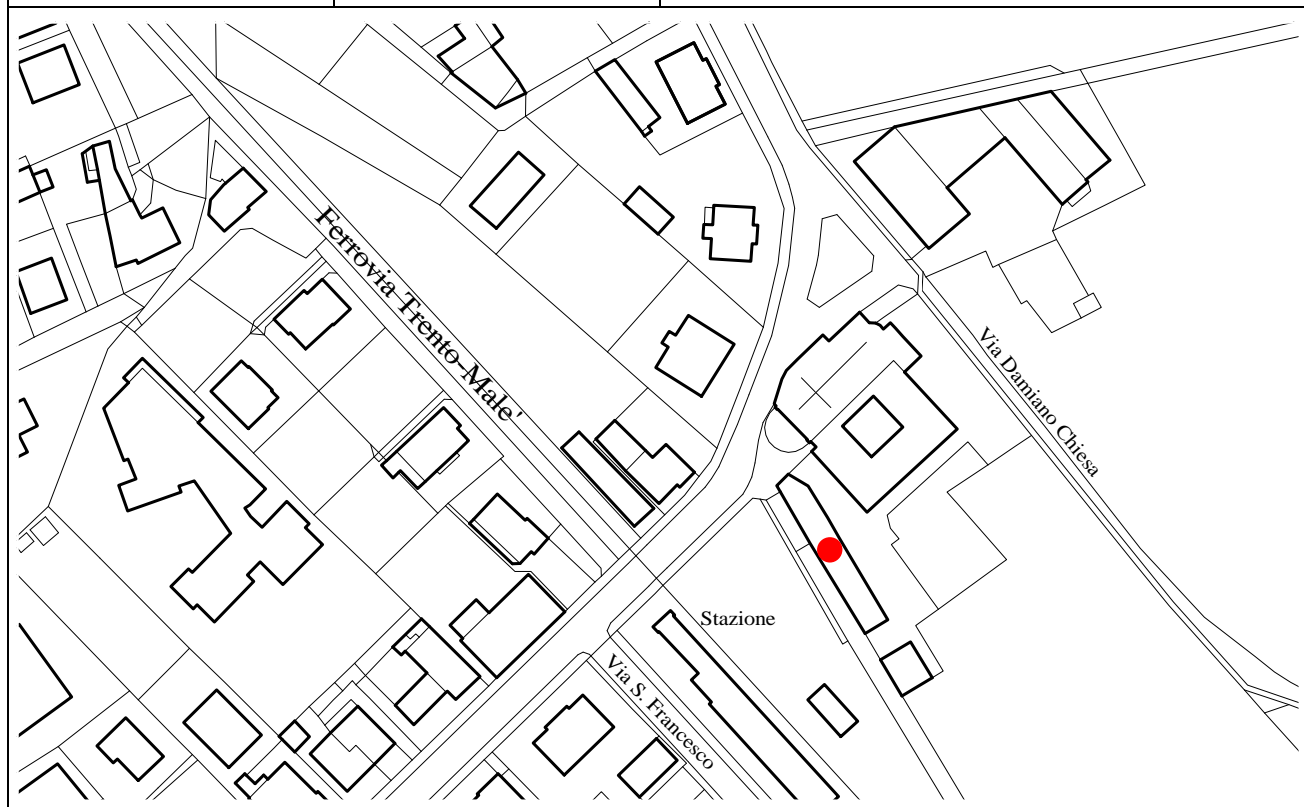 Ferrovia Trento-Male'
Via Damiano Chiesa
Stazione
Via S. Francesco